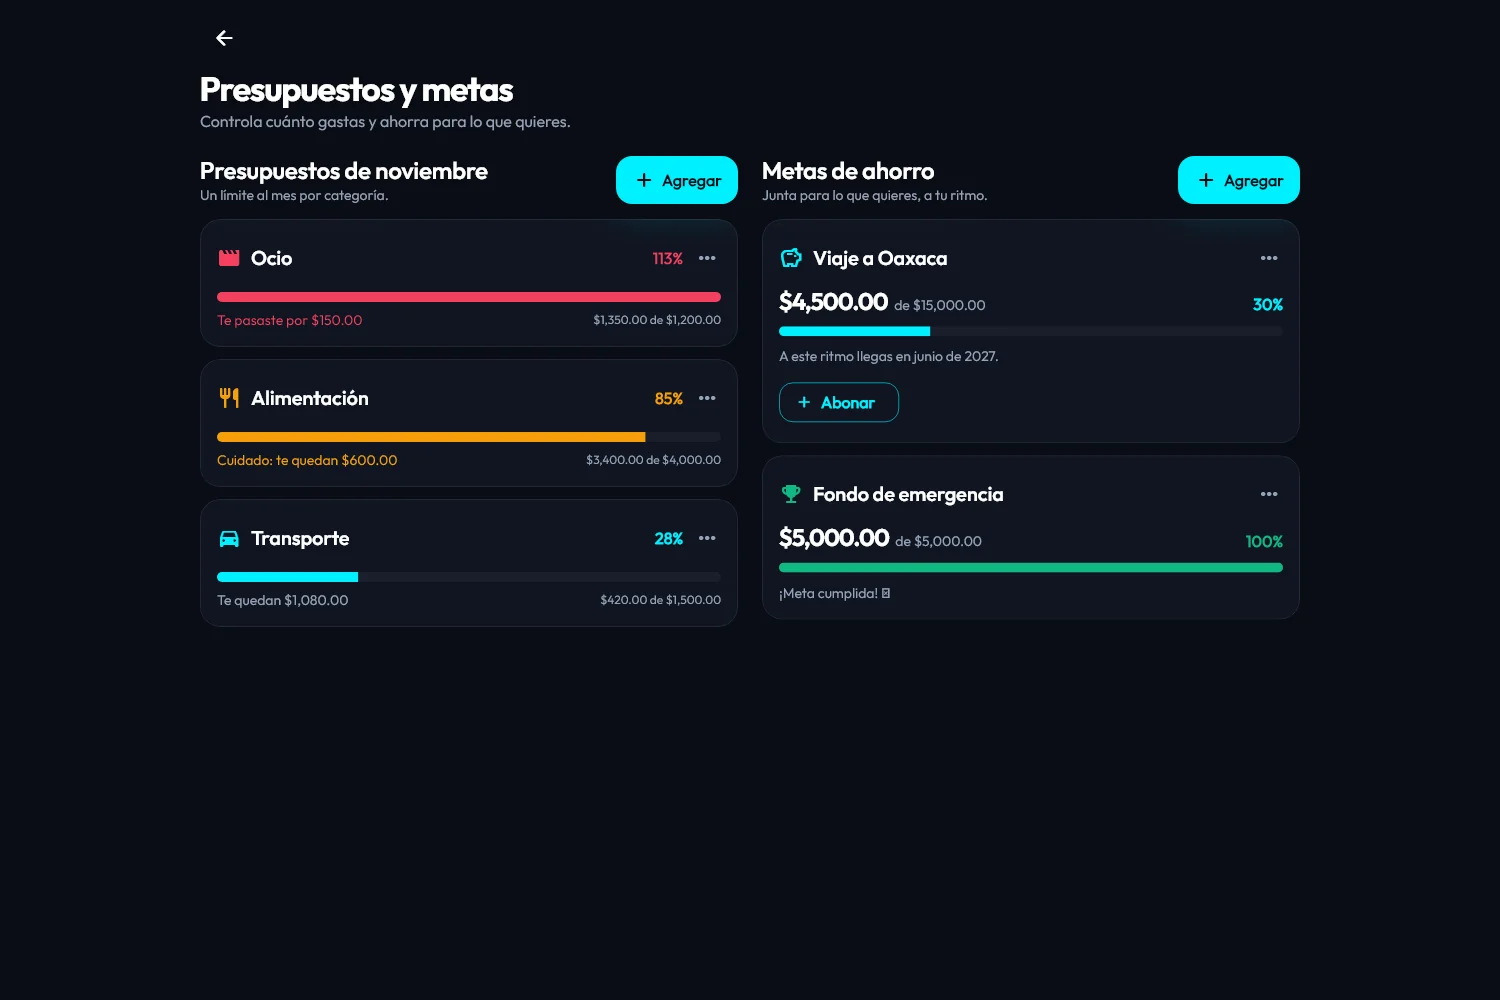 Presupuestos y metas
Controla cuánto gastas y ahorra para lo que quieres.
Presupuestos de noviembre
Un límite al mes por categoría.
+ Agregar
Ocio
113%
Te pasaste por $150.00
$1,350.00 de $1,200.00
Alimentación
85%
Cuidado: te quedan $600.00
$3,400.00 de $4,000.00
Transporte
28%
Te quedan $1,080.00
$420.00 de $1,500.00
Metas de ahorro
Junta para lo que quieres, a tu ritmo.
+ Agregar
Viaje a Oaxaca
$4,500.00 de $15,000.00
30%
A este ritmo llegas en junio de 2027.
+ Abonar
Fondo de emergencia
$5,000.00 de $5,000.00
100%
¡Meta cumplida!